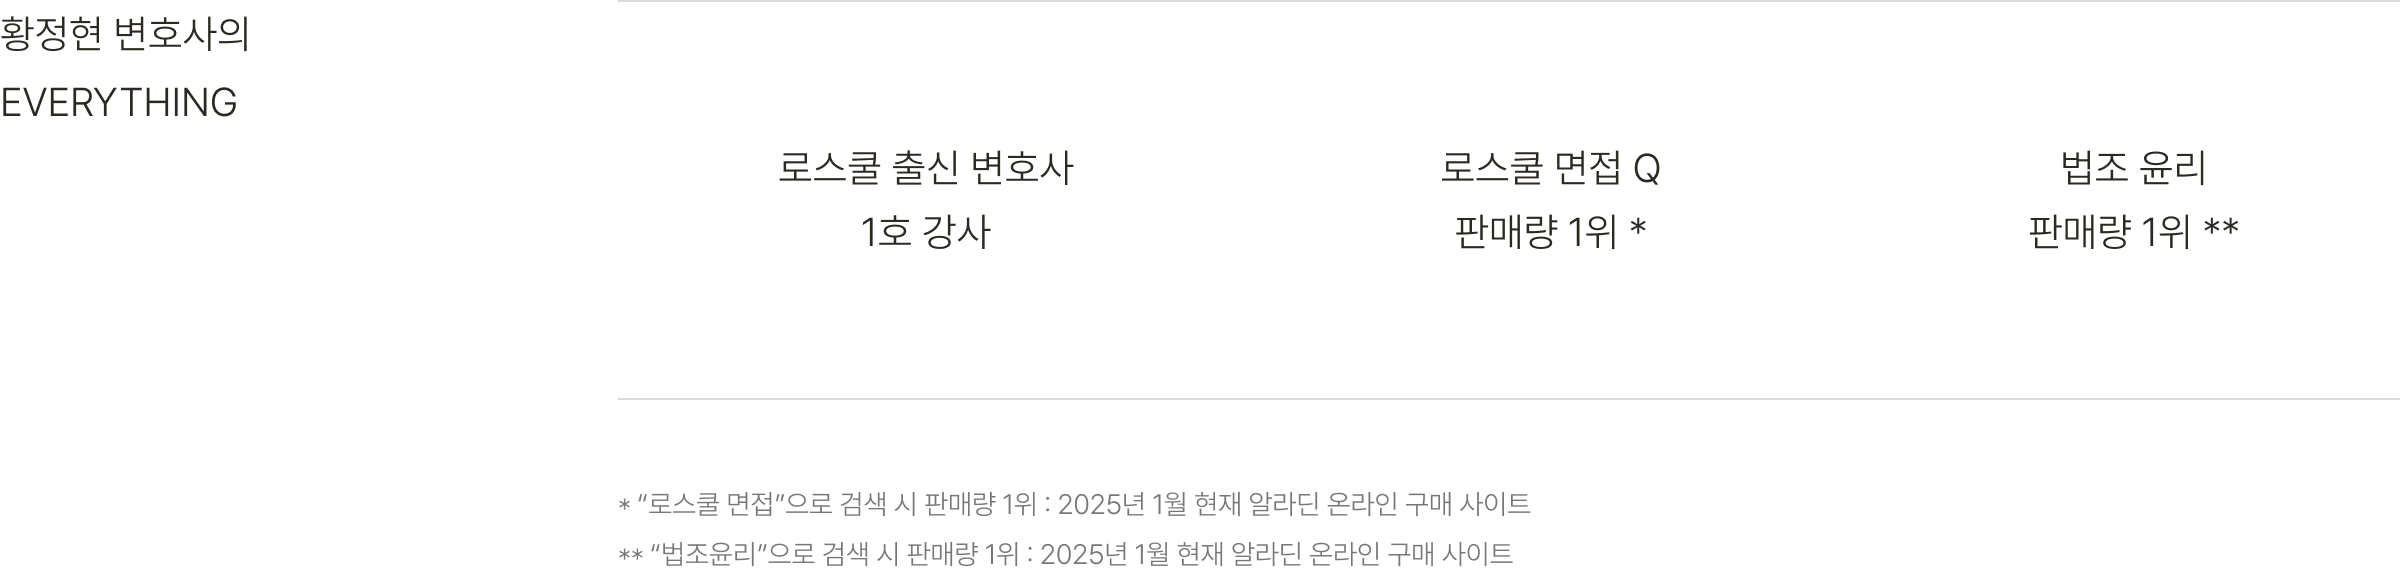 황정현 변호사의
EVERYTHING
로스쿨 출신 변호사
1호 강사
로스쿨 면접 Q
판매량 1위 *
법조 윤리
판매량 1위 **
* “로스쿨 면접”으로 검색 시 판매량 1위 : 2025년 1월 현재 알라딘 온라인 구매 사이트
** “법조윤리”으로 검색 시 판매량 1위 : 2025년 1월 현재 알라딘 온라인 구매 사이트